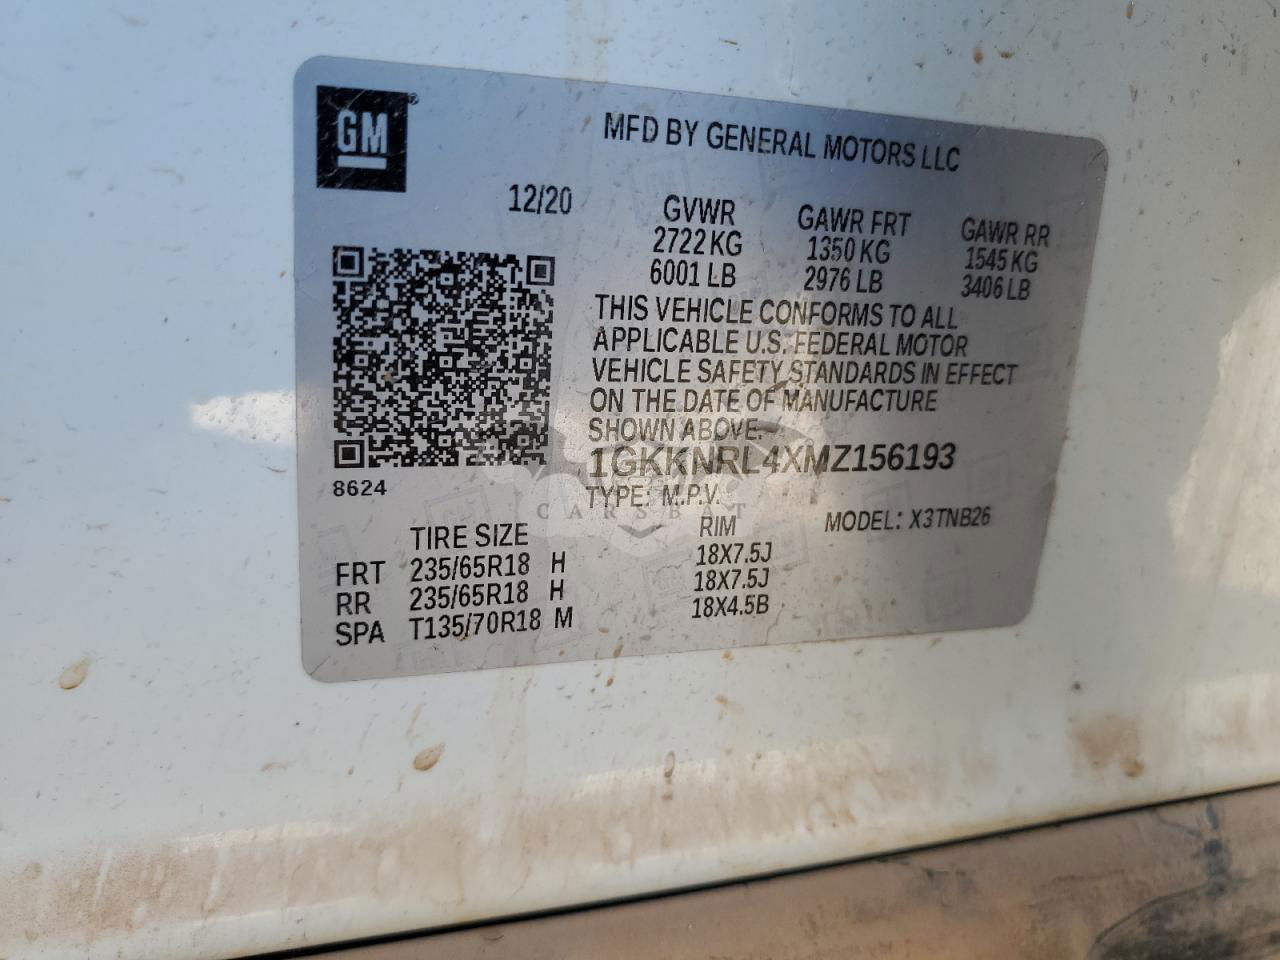 GM®
MFD BY GENERAL MOTORS LLC
12/20
GVWR GAWR FRT GAWR RR
2722 KG 1350 KG 1545 KG
6001 LB 2976 LB 3406 LB
THIS VEHICLE CONFORMS TO ALL
APPLICABLE U.S. FEDERAL MOTOR
VEHICLE SAFETY STANDARDS IN EFFECT
ON THE DATE OF MANUFACTURE
SHOWN ABOVE.
1GKKNRL4XMZ156193
8624
TYPE: M.P.V.
CARSBAT
MODEL: X3TNB26
TIRE SIZE RIM
FRT 235/65R18 H 18X7.5J
RR 235/65R18 H 18X7.5J
SPA T135/70R18 M 18X4.5B